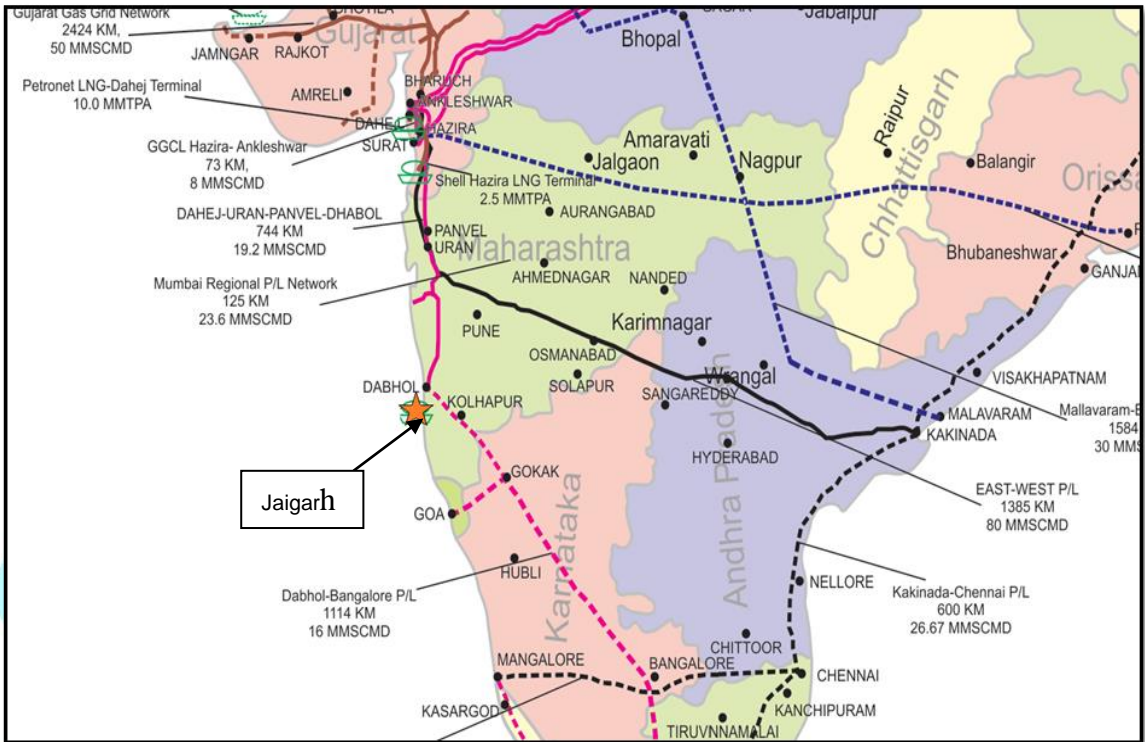 Gujarat Gas Grid Network
2424 KM,
50 MMSCMD
Gujarat
JAMNGAR
RAJKOT
Petronet LNG-Dahej Terminal
10.0 MMTPA
AMRELI
BHARUCH
ANKLESHWAR
DAHEJ
HAZIRA
SURAT
GGCL Hazira- Ankleshwar
73 KM,
8 MMSCMD
Shell Hazira LNG Terminal
2.5 MMTPA
DAHEJ-URAN-PANVEL-DHABOL
744 KM
19.2 MMSCMD
PANVEL
URAN
Mumbai Regional P/L Network
125 KM
23.6 MMSCMD
Bhopal
Jabalpur
Amaravati
Jalgaon
Nagpur
AURANGABAD
Maharashtra
AHMEDNAGAR
NANDED
PUNE
Karimnagar
OSMANABAD
SOLAPUR
Wrangal
SANGAREDDY
HYDERABAD
Raipur
Chhattisgarh
Balangir
Orissa
Bhubaneshwar
GANJAM
VISAKHAPATNAM
MALAVARAM
KAKINADA
Mallavaram-
1584
30 MMS
EAST-WEST P/L
1385 KM
80 MMSCMD
DABHOL
KOLHAPUR
Jaigarh
GOKAK
GOA
HUBLI
Karnataka
Andhra Pradesh
Dabhol-Bangalore P/L
1114 KM
16 MMSCMD
NELLORE
Kakinada-Chennai P/L
600 KM
26.67 MMSCMD
CHITTOOR
MANGALORE
BANGALORE
CHENNAI
KASARGOD
KANCHIPURAM
TIRUVNNAMALAI